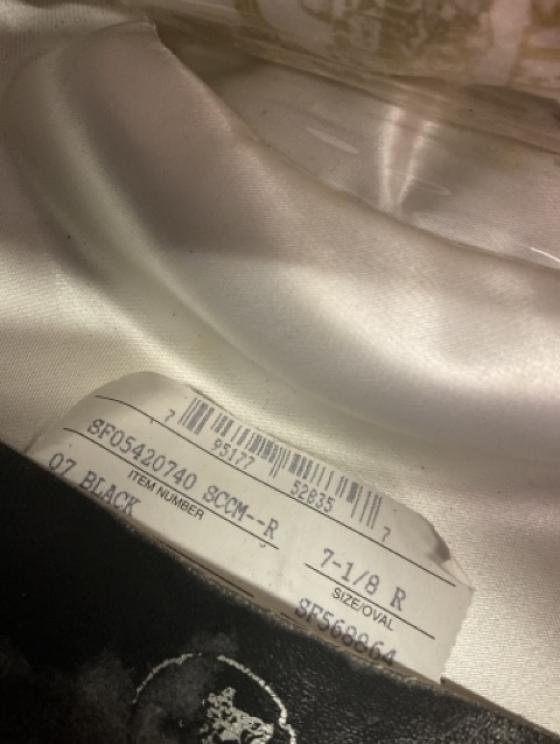 7 95177 52835 7
SF05420740 SCCM--R
ITEM NUMBER
07 BLACK
7-1/8 R
SIZE/OVAL
SF568864